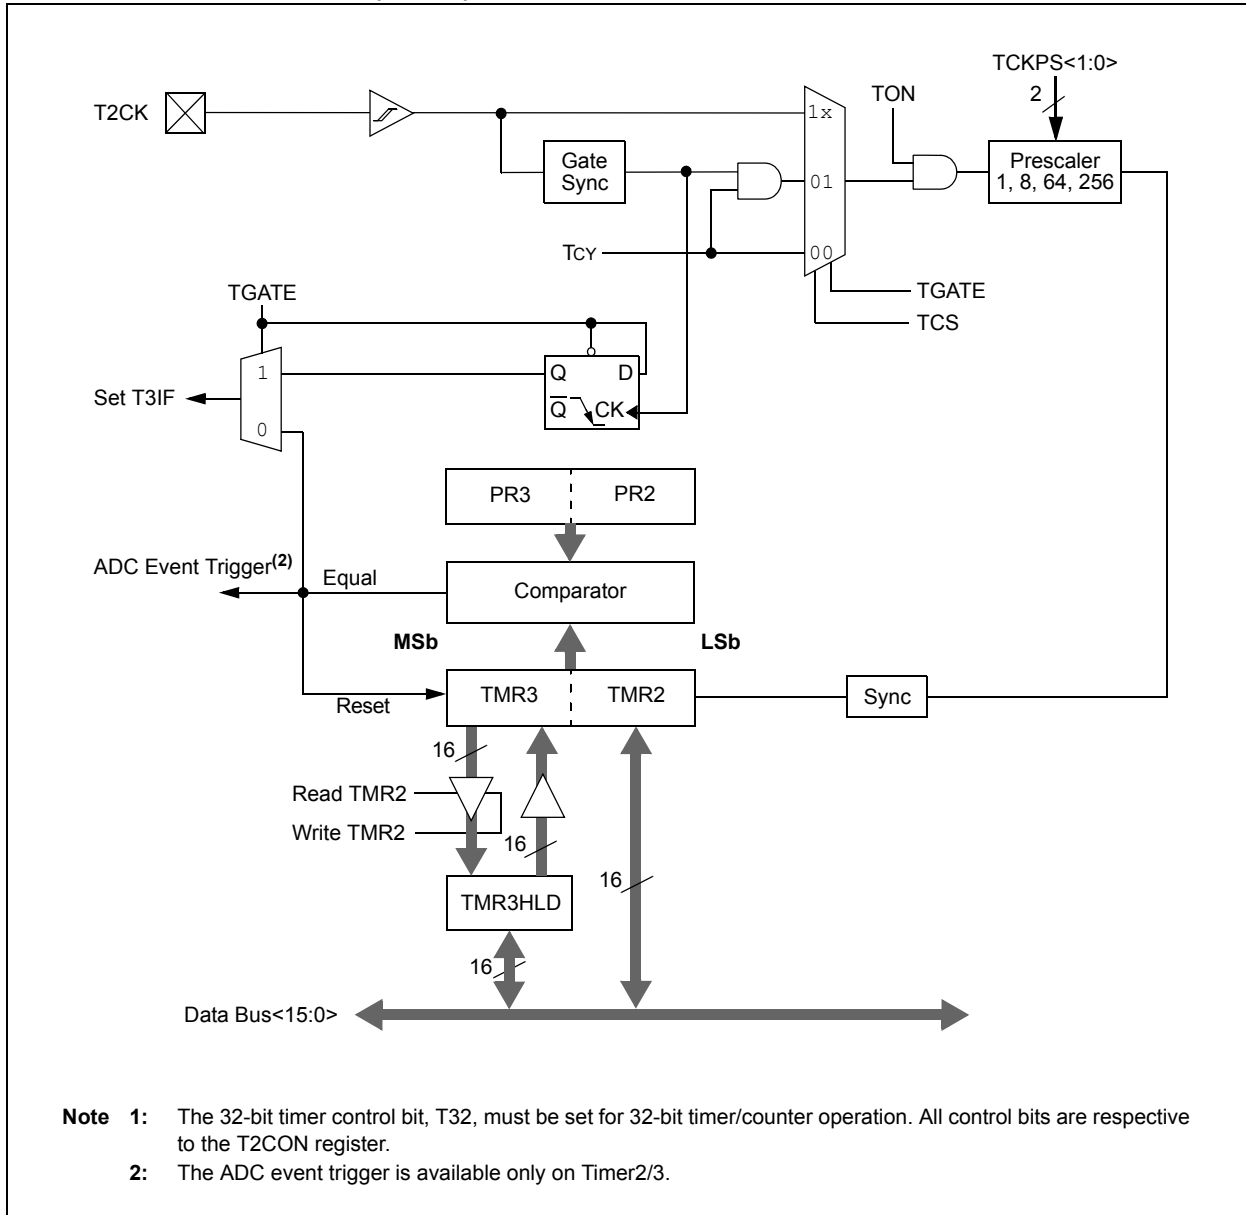 TCKPS<1:0>
2
TON
T2CK
1x
Gate
Sync
Prescaler
1, 8, 64, 256
01
TCY
00
TGATE
TCS
TGATE
1
Q
D
Set T3IF
Q
CK
0
PR3
PR2
ADC Event Trigger(2)
Equal
Comparator
MSb
LSb
TMR3
TMR2
Sync
Reset
16
Read TMR2
Write TMR2
16
16
TMR3HLD
16
Data Bus<15:0>
Note 1: The 32-bit timer control bit, T32, must be set for 32-bit timer/counter operation. All control bits are respective
to the T2CON register.
2: The ADC event trigger is available only on Timer2/3.